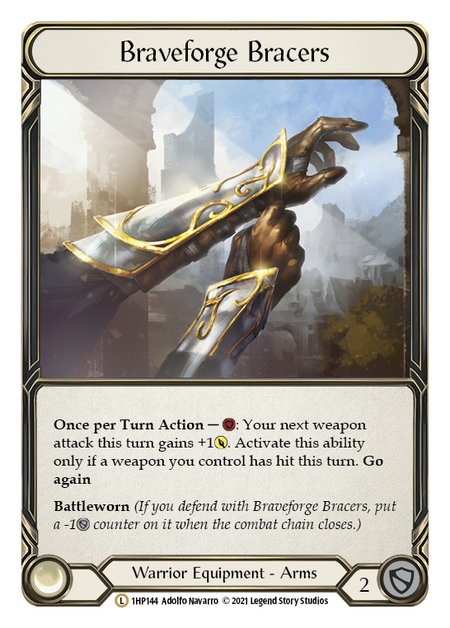 Braveforge Bracers
Once per Turn Action — : Your next weapon
attack this turn gains +1. Activate this ability
only if a weapon you control has hit this turn. Go
again
Battleworn (If you defend with Braveforge Bracers, put
a -1 counter on it when the combat chain closes.)
Warrior Equipment - Arms
2
L 1HP144 Adolfo Navarro © 2021 Legend Story Studios